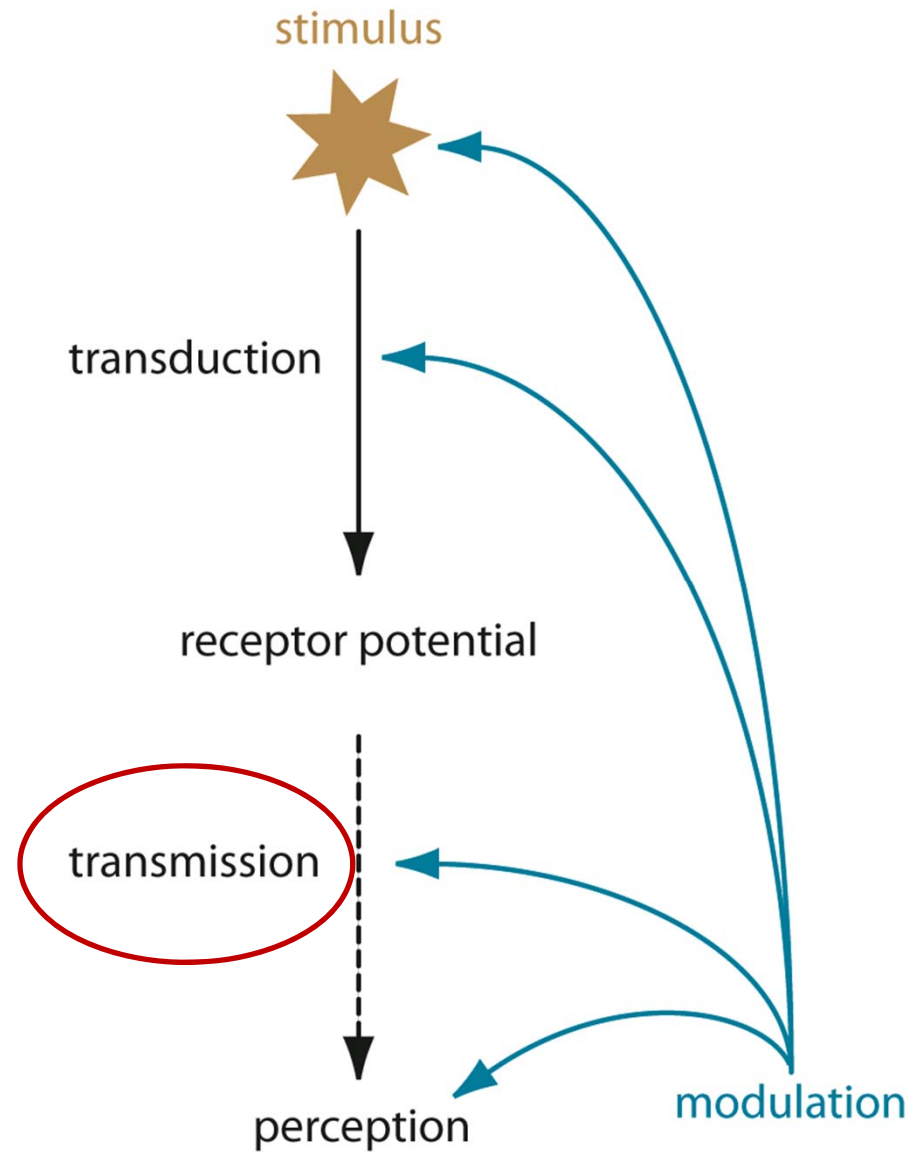 stimulus
transduction
receptor potential
transmission
modulation
perception